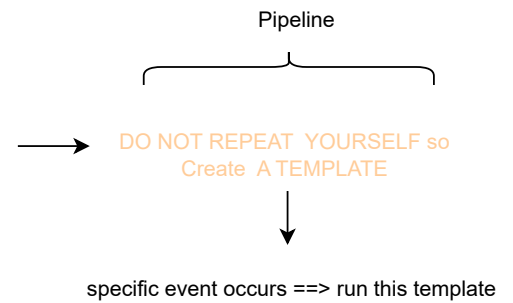 Pipeline
DO NOT REPEAT  YOURSELF so
Create  A TEMPLATE
specific event occurs ==> run this template